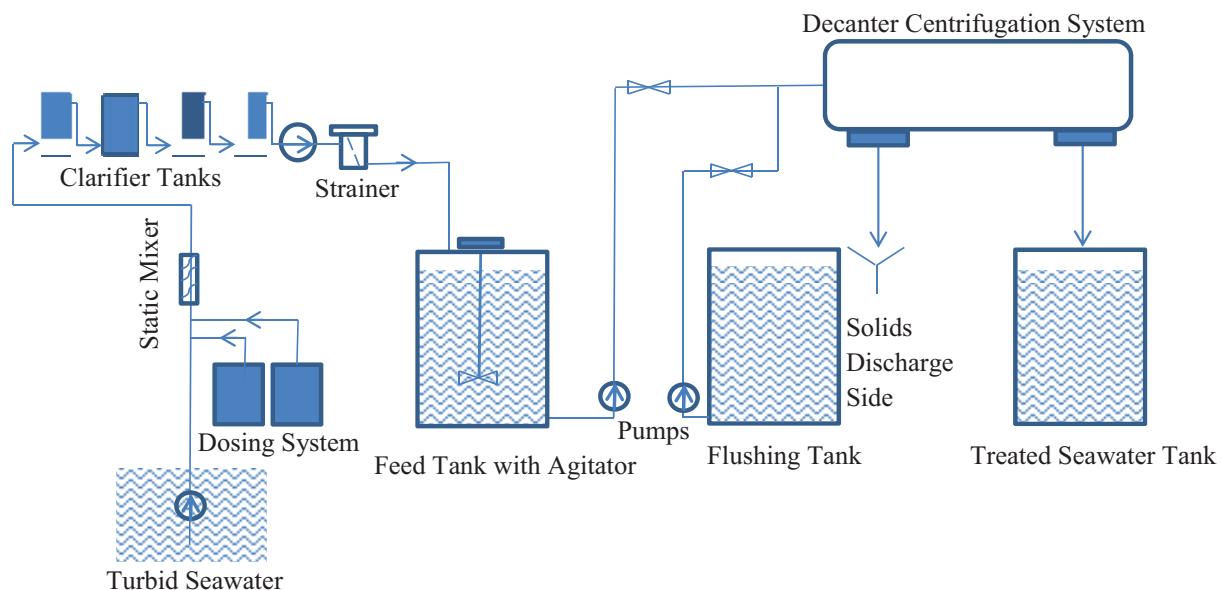 Decanter Centrifugation System
Clarifier Tanks
Strainer
Static Mixer
Solids
Discharge
Side
Dosing System
Pumps
Feed Tank with Agitator
Flushing Tank
Treated Seawater Tank
Turbid Seawater